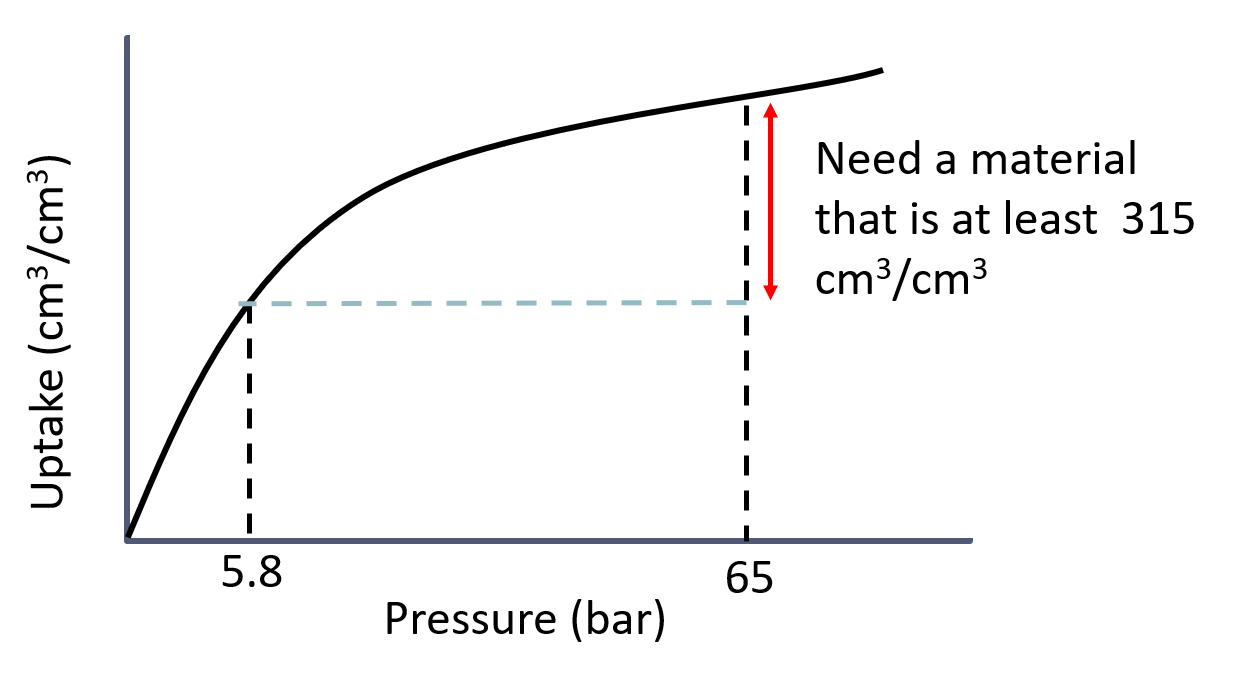 Uptake (cm³/cm³)
Need a material
that is at least 315
cm³/cm³
5.8
65
Pressure (bar)